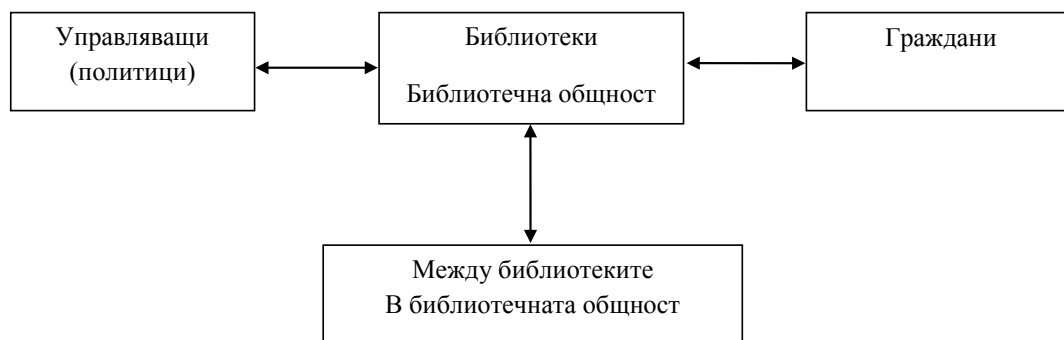 Управляващи
(политици)
Библиотеки
Библиотечна общност
Граждани
Между библиотеките
В библиотечната общност